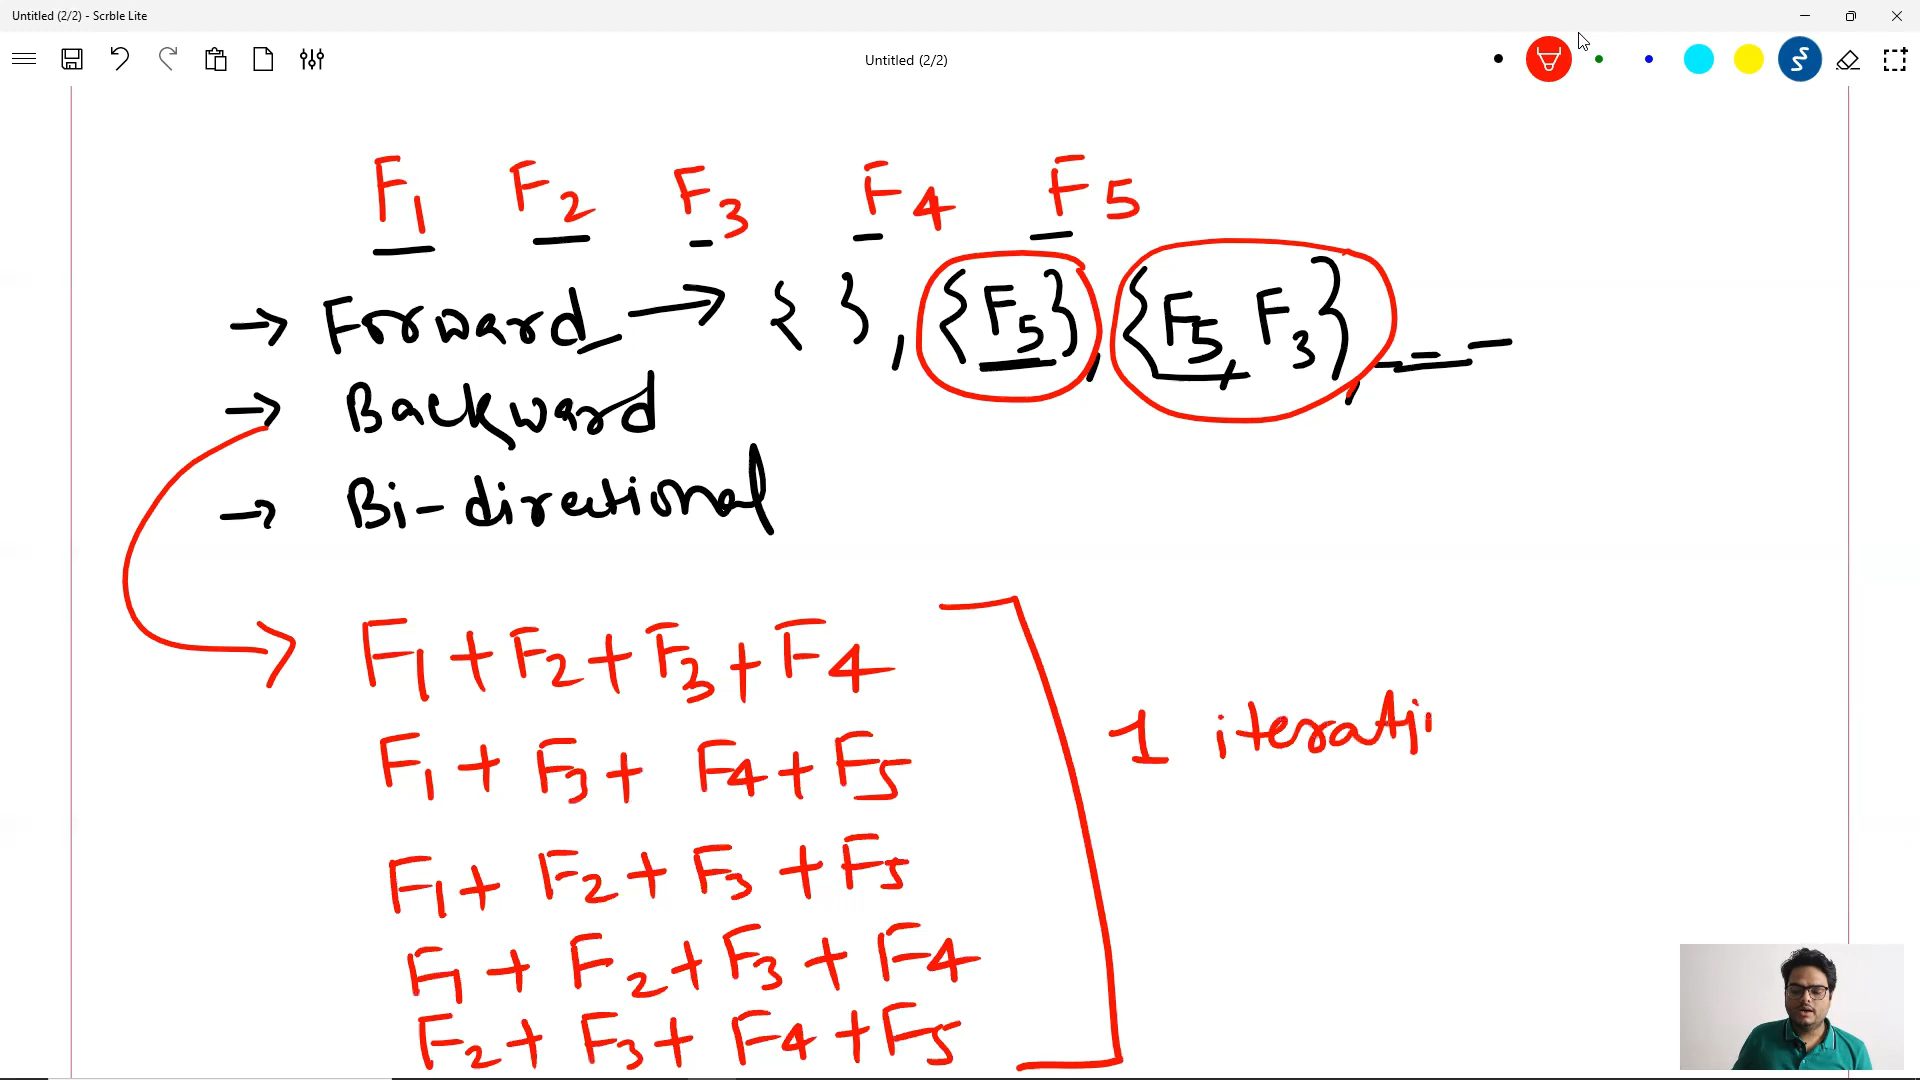 Untitled (2/2) - Scrble Lite
Untitled (2/2)
F1 F2 F3 F4 F5
→ Forward → { }, {F5}, {F5, F3}, ---
→ Backward
→ Bi-directional
F1 + F2 + F3 + F4
F1 + F3 + F4 + F5
1 iterati
F1 + F2 + F3 + F5
F1 + F2 + F3 + F4
F2 + F3 + F4 + F5